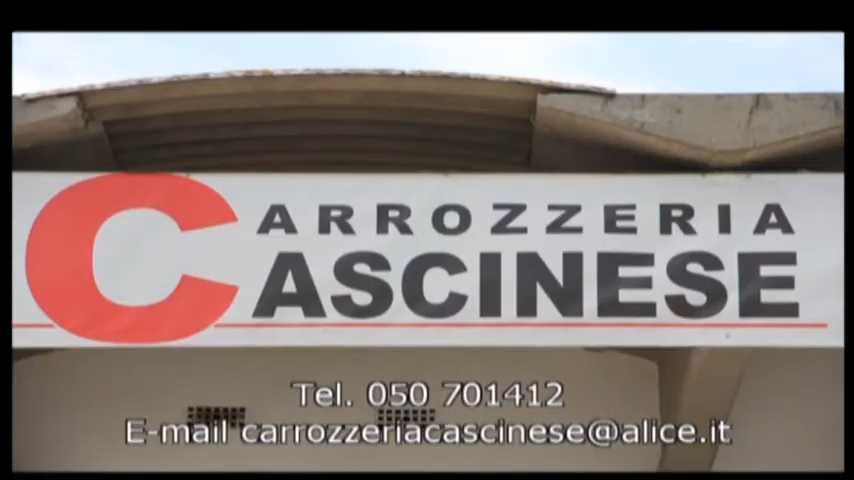 CARROZZERIA
CASCINESE
Tel. 050 701412
E-mail carrozzeriacascinese@alice.it